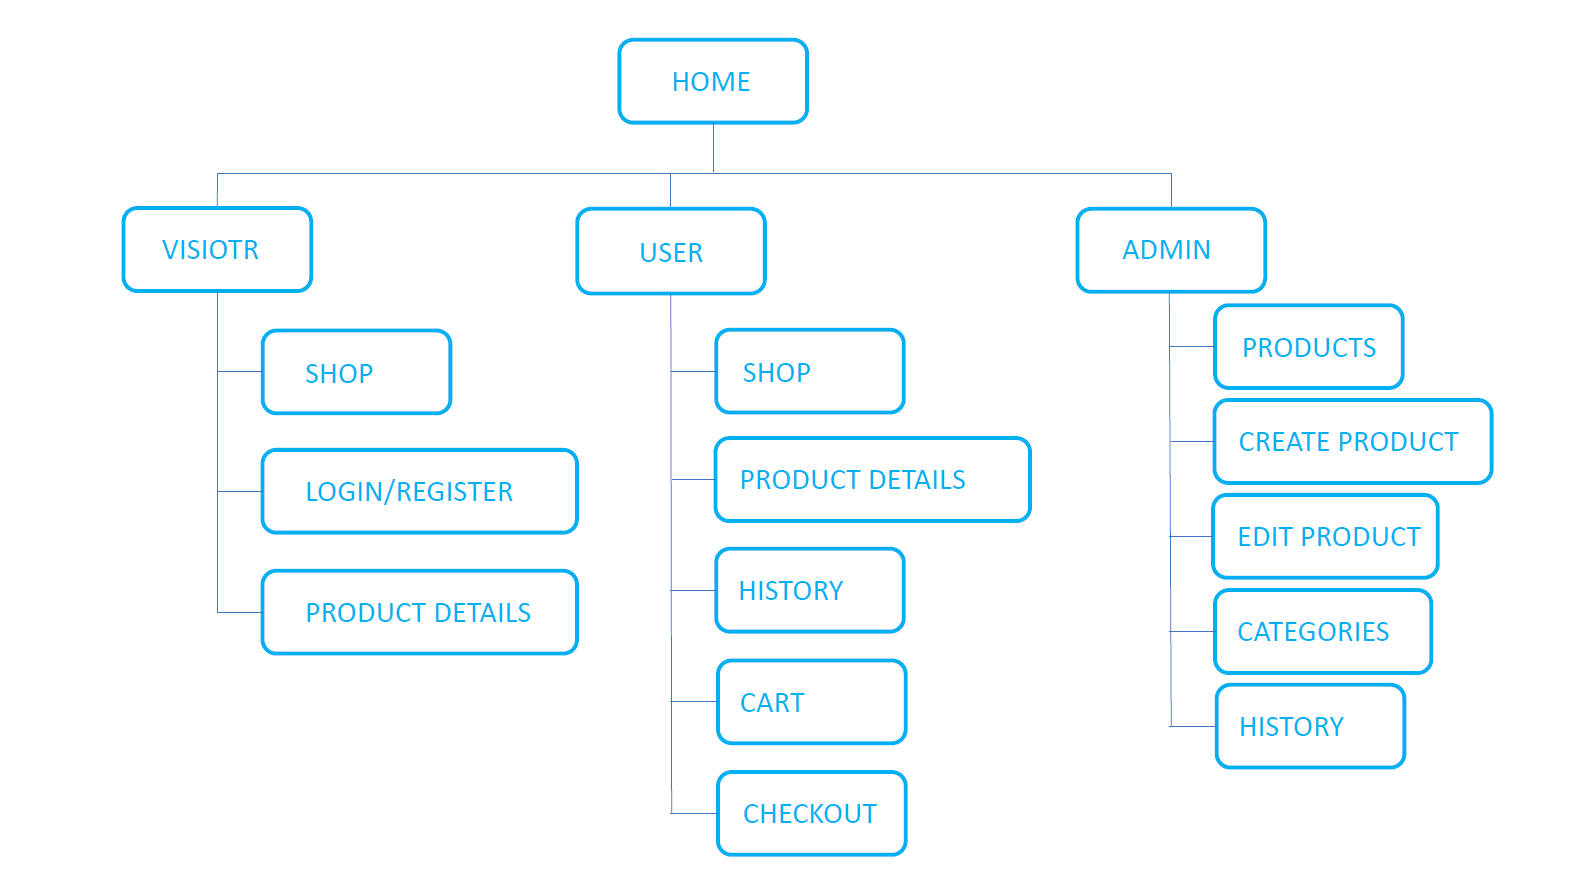 HOME
VISIOTR
USER
ADMIN
SHOP
LOGIN/REGISTER
PRODUCT DETAILS
SHOP
PRODUCT DETAILS
HISTORY
CART
CHECKOUT
PRODUCTS
CREATE PRODUCT
EDIT PRODUCT
CATEGORIES
HISTORY